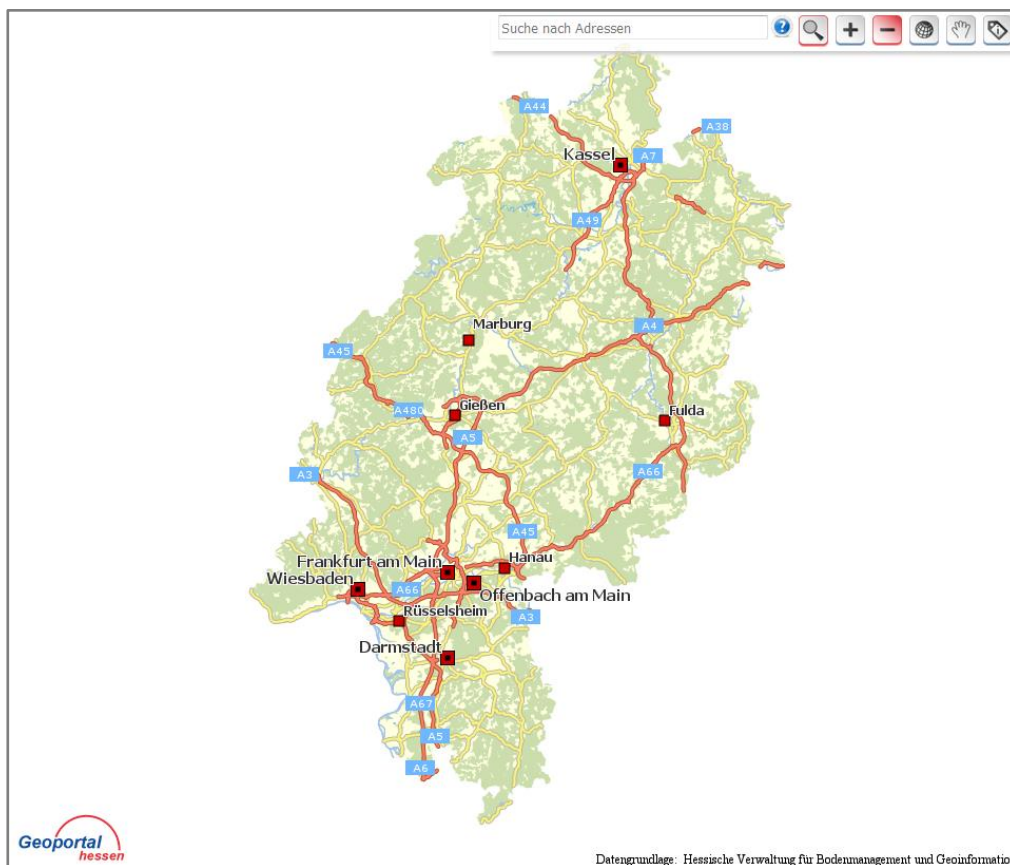 Suche nach Adressen
A44
A38
Kassel
A7
A49
Marburg
A4
A45
A480
Gießen
Fulda
A5
A3
A66
A45
Frankfurt am Main
Hanau
Wiesbaden
A66
Offenbach am Main
Rüsselsheim
A3
Darmstadt
A67
A5
A6
Geoportal
hessen
Datengrundlage: Hessische Verwaltung für Bodenmanagement und Geoinformatio